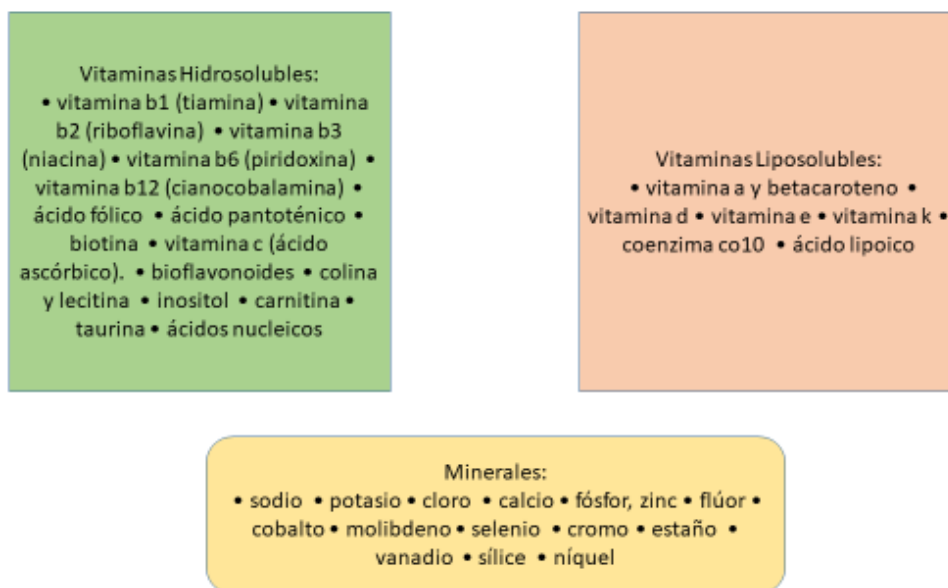 Vitaminas Hidrosolubles:
• vitamina b1 (tiamina) • vitamina
b2 (riboflavina) • vitamina b3
(niacina) • vitamina b6 (piridoxina) •
vitamina b12 (cianocobalamina) •
ácido fólico • ácido pantoténico •
biotina • vitamina c (ácido
ascórbico). • bioflavonoides • colina
y lecitina • inositol • carnitina •
taurina • ácidos nucleicos
Vitaminas Liposolubles:
• vitamina a y betacaroteno •
vitamina d • vitamina e • vitamina k •
coenzima co10 • ácido lipoico
Minerales:
• sodio • potasio • cloro • calcio • fósfor, zinc • flúor •
cobalto • molibdeno • selenio • cromo • estaño •
vanadio • sílice • níquel